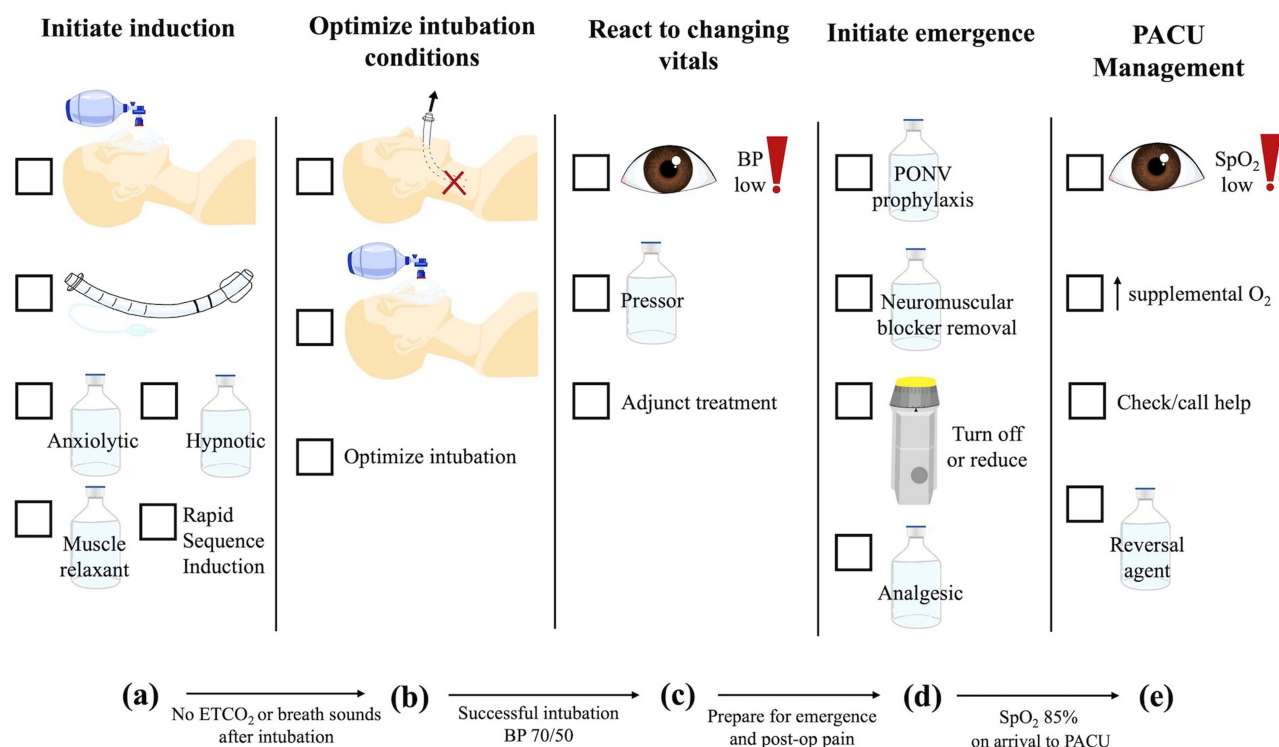 Initiate induction
Anxiolytic
Hypnotic
Muscle
relaxant
Rapid
Sequence
Induction
Optimize intubation
conditions
Optimize intubation
React to changing
vitals
BP
low
Pressor
Adjunct treatment
Initiate emergence
PONV
prophylaxis
Neuromuscular
blocker removal
Turn off
or reduce
Analgesic
PACU
Management
SpO₂
low
supplemental O₂
Check/call help
Reversal
agent
(a)
No ETCO₂ or breath sounds
after intubation
(b)
Successful intubation
BP 70/50
(c)
Prepare for emergence
and post-op pain
(d)
SpO₂ 85%
on arrival to PACU
(e)